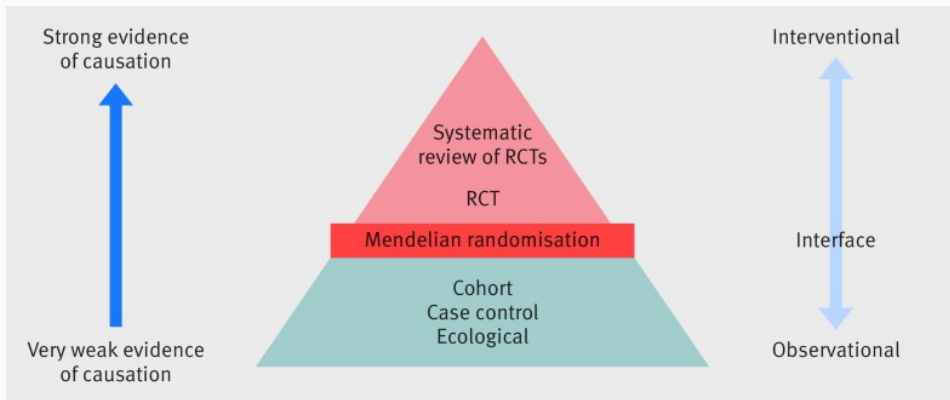 Strong evidence
of causation
Very weak evidence
of causation
Systematic
review of RCTs
RCT
Mendelian randomisation
Cohort
Case control
Ecological
Interventional
Interface
Observational